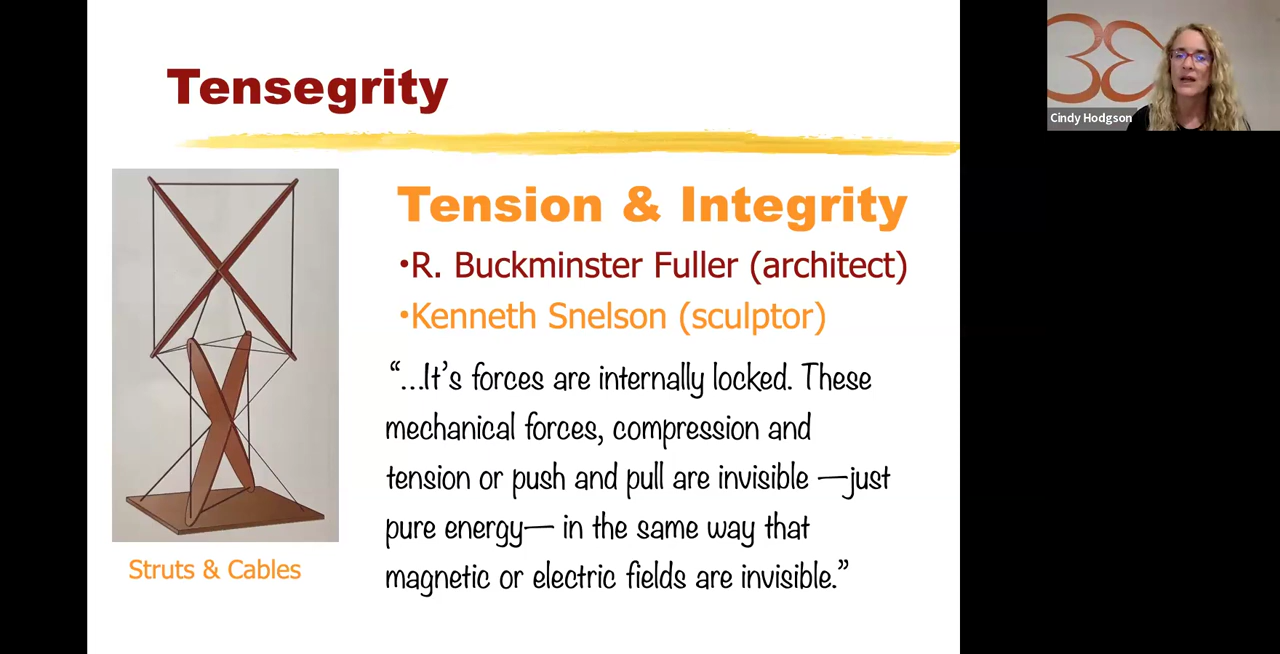 Tensegrity
Tension & Integrity
•R. Buckminster Fuller (architect)
•Kenneth Snelson (sculptor)
“...It’s forces are internally locked. These
mechanical forces, compression and
tension or push and pull are invisible —just
pure energy— in the same way that
magnetic or electric fields are invisible.”
Struts & Cables
Cindy Hodgson